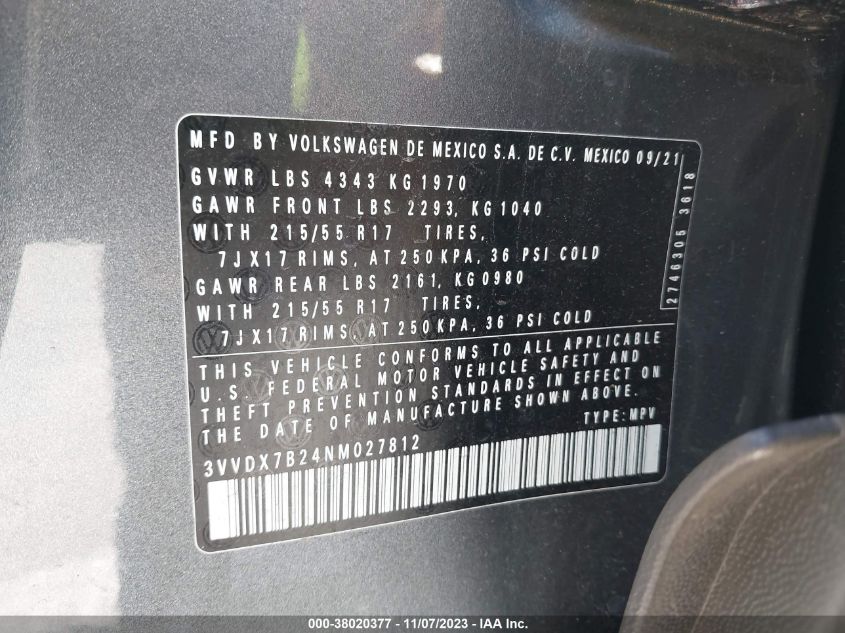 MFD BY VOLKSWAGEN DE MEXICO S.A. DE C.V. MEXICO 09/21
GVWR LBS 4343 KG 1970
GAWR FRONT LBS 2293, KG 1040
WITH 215/55 R17 TIRES,
7JX17 RIMS, AT 250 KPA, 36 PSI COLD
GAWR REAR LBS 2161, KG 0980
WITH 215/55 R17 TIRES,
7JX17 RIMS, AT 250 KPA, 36 PSI COLD
2746305 3618
THIS VEHICLE CONFORMS TO ALL APPLICABLE
U.S. FEDERAL MOTOR VEHICLE SAFETY AND
THEFT PREVENTION STANDARDS IN EFFECT ON
THE DATE OF MANUFACTURE SHOWN ABOVE.
TYPE: MPV
3VVDX7B24NM027812
000-38020377 - 11/07/2023 - IAA Inc.